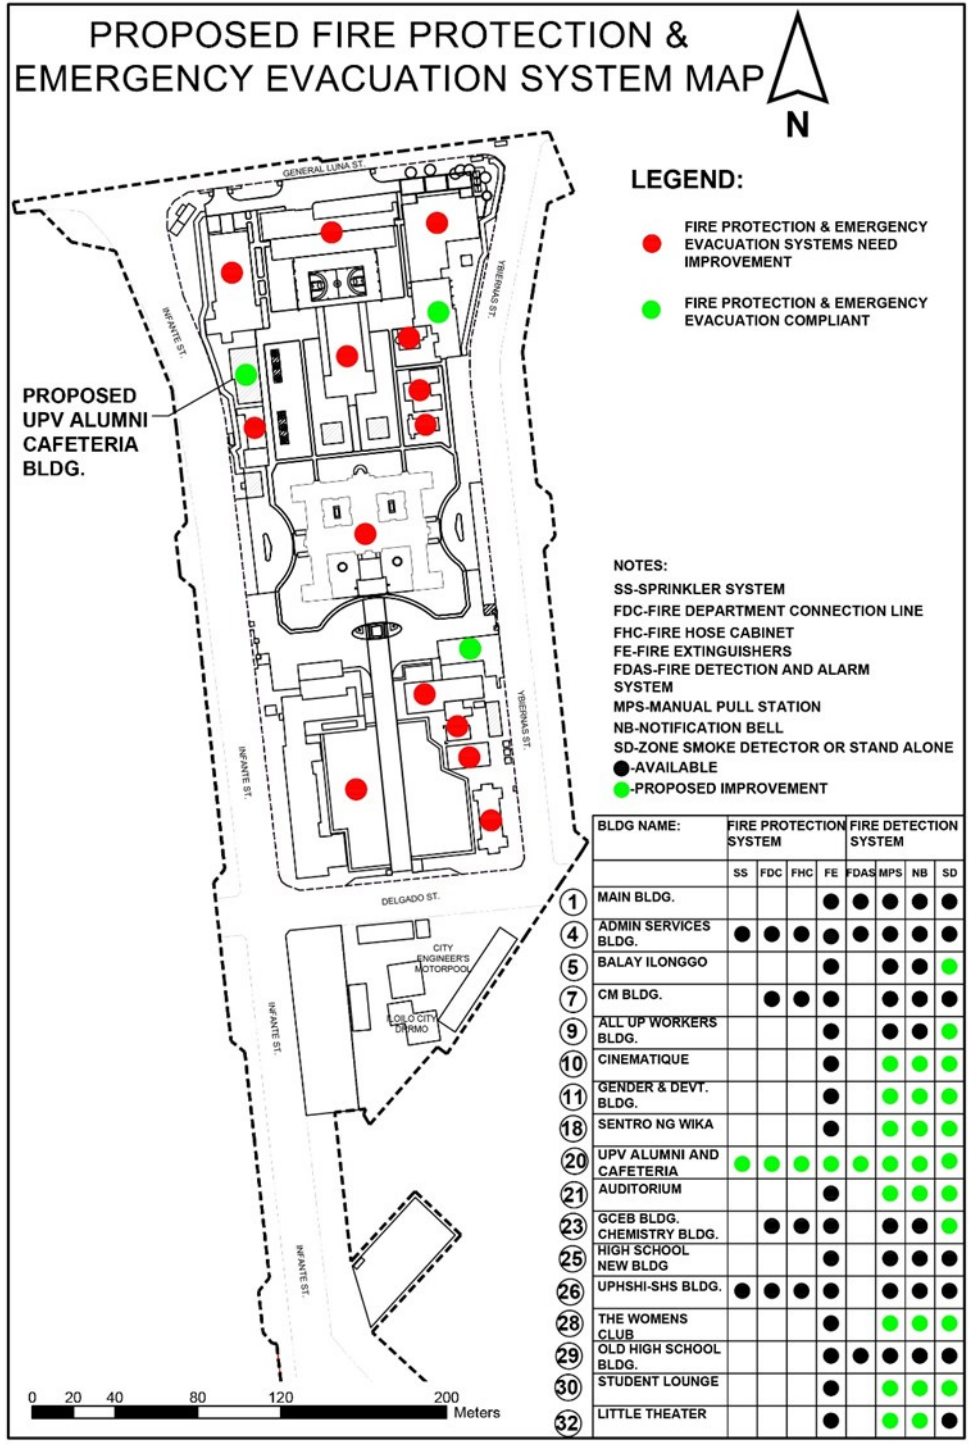 PROPOSED FIRE PROTECTION &
EMERGENCY EVACUATION SYSTEM MAP
N
GENERAL LUNA ST.
LEGEND:
FIRE PROTECTION & EMERGENCY
EVACUATION SYSTEMS NEED
IMPROVEMENT
FIRE PROTECTION & EMERGENCY
EVACUATION COMPLIANT
YBIERNAS ST.
INFANTE ST.
PROPOSED
UPV ALUMNI
CAFETERIA
BLDG.
NOTES:
SS-SPRINKLER SYSTEM
FDC-FIRE DEPARTMENT CONNECTION LINE
FHC-FIRE HOSE CABINET
FE-FIRE EXTINGUISHERS
FDAS-FIRE DETECTION AND ALARM
SYSTEM
MPS-MANUAL PULL STATION
NB-NOTIFICATION BELL
SD-ZONE SMOKE DETECTOR OR STAND ALONE
-AVAILABLE
-PROPOSED IMPROVEMENT
YBIERNAS ST.
INFANTE ST.
DELGADO ST.
CITY
ENGINEER'S
MOTORPOOL
ILOILO CITY
DRRMO
INFANTE ST.
INFANTE ST.
BLDG NAME: FIRE PROTECTION FIRE DETECTION
SYSTEM SYSTEM
SS FDC FHC FE FDAS MPS NB SD
1 MAIN BLDG.
4 ADMIN SERVICES
BLDG.
5 BALAY ILONGGO
7 CM BLDG.
9 ALL UP WORKERS
BLDG.
10 CINEMATIQUE
11 GENDER & DEVT.
BLDG.
18 SENTRO NG WIKA
20 UPV ALUMNI AND
CAFETERIA
21 AUDITORIUM
23 GCEB BLDG.
CHEMISTRY BLDG.
25 HIGH SCHOOL
NEW BLDG
26 UPHSHI-SHS BLDG.
28 THE WOMENS
CLUB
29 OLD HIGH SCHOOL
BLDG.
30 STUDENT LOUNGE
32 LITTLE THEATER
0 20 40 80 120 200
Meters